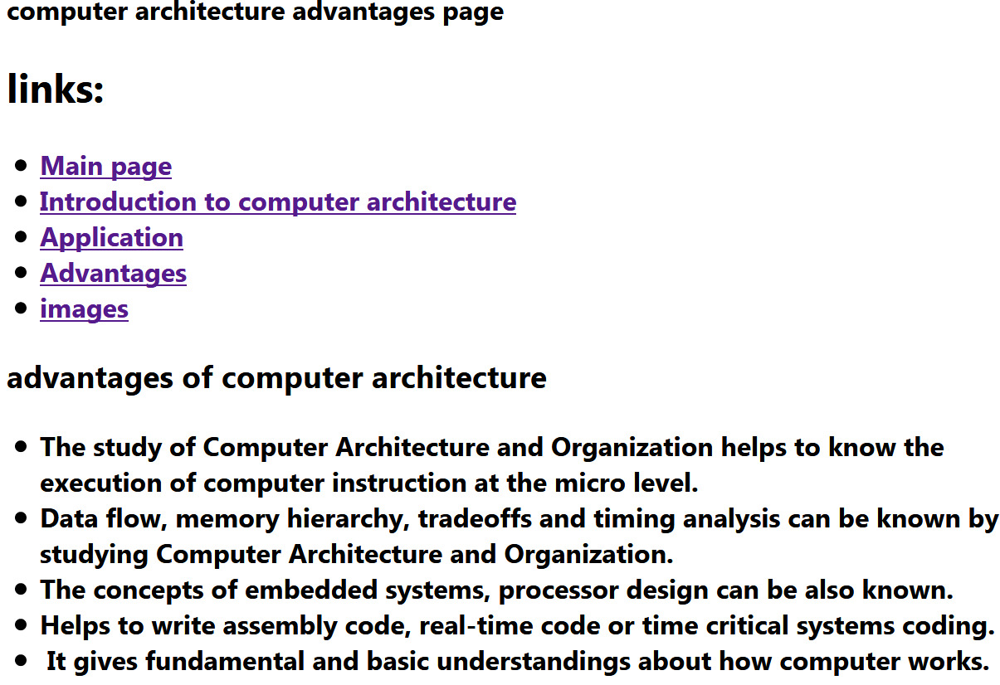 computer architecture advantages page
links:
Main page
Introduction to computer architecture
Application
Advantages
images
advantages of computer architecture
The study of Computer Architecture and Organization helps to know the
execution of computer instruction at the micro level.
Data flow, memory hierarchy, tradeoffs and timing analysis can be known by
studying Computer Architecture and Organization.
The concepts of embedded systems, processor design can be also known.
Helps to write assembly code, real-time code or time critical systems coding.
It gives fundamental and basic understandings about how computer works.